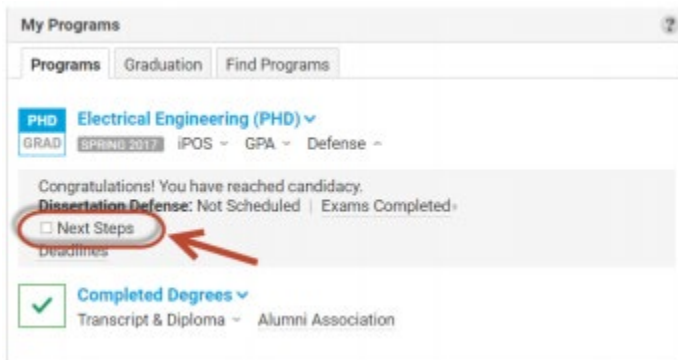 My Programs ?
Programs Graduation Find Programs
PHD Electrical Engineering (PHD)
GRAD SPRING 2017 iPOS GPA Defense
Congratulations! You have reached candidacy.
Dissertation Defense: Not Scheduled | Exams Completed
Next Steps
Deadlines
Completed Degrees
Transcript & Diploma Alumni Association